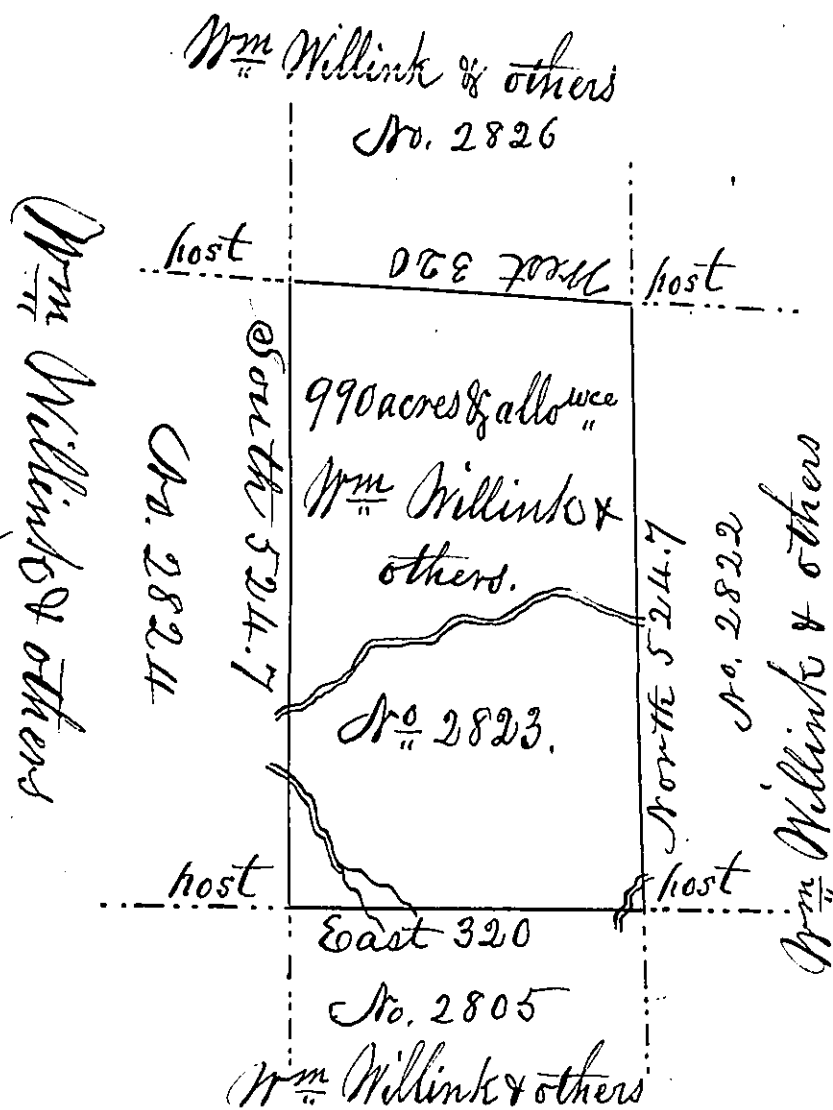 Wm Willink & others
No. 2826
post
West 320
post
Wm Willink & others
No. 2824
South 524.7
990 acres & allowce
Wm Willink &
others.
No 2823.
North 524.7
No. 2822
Wm Willink & others
post
post
East 320
No. 2805
Wm Willink & others